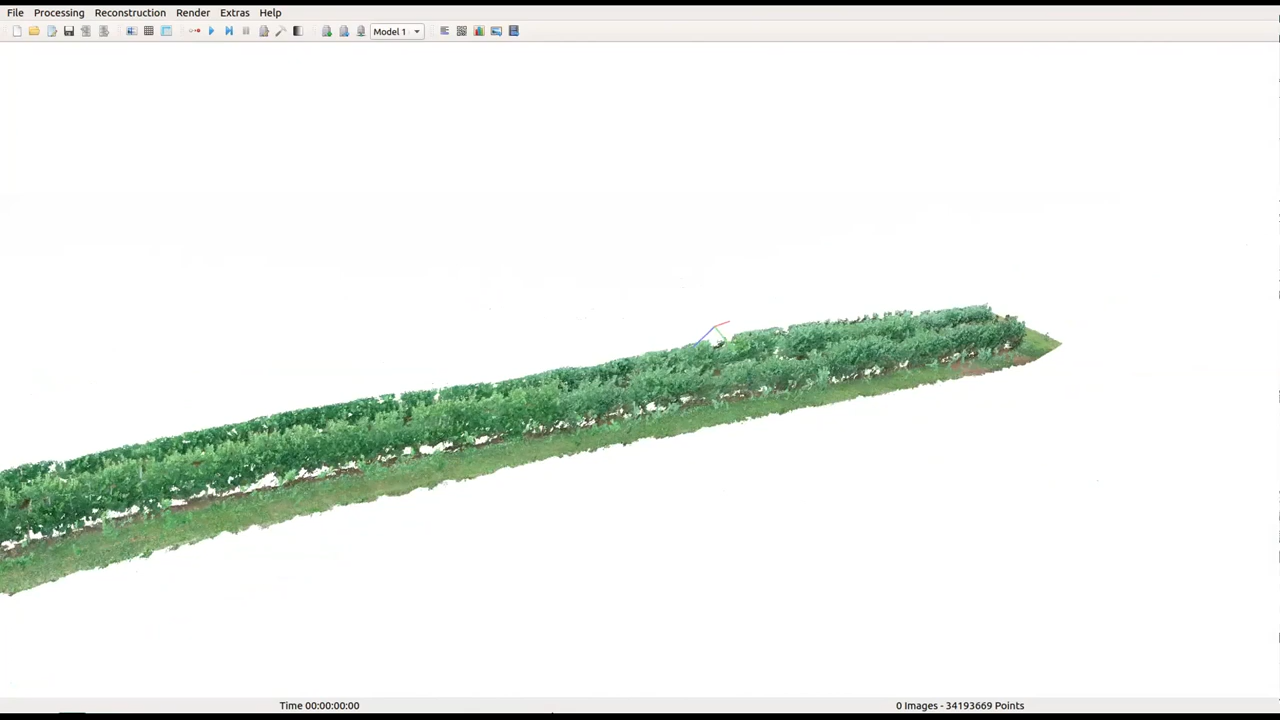 File Processing Reconstruction Render Extras Help
Model 1
Time 00:00:00:00 0 Images - 34193669 Points